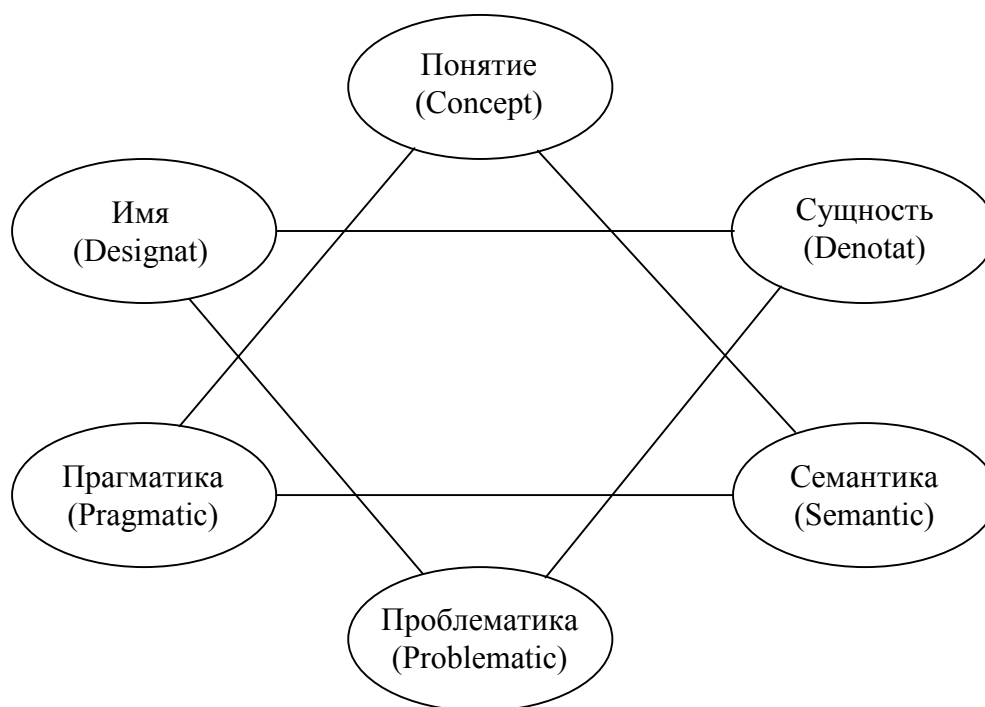 Понятие
(Concept)
Имя
(Designat)
Сущность
(Denotat)
Прагматика
(Pragmatic)
Семантика
(Semantic)
Проблематика
(Problematic)